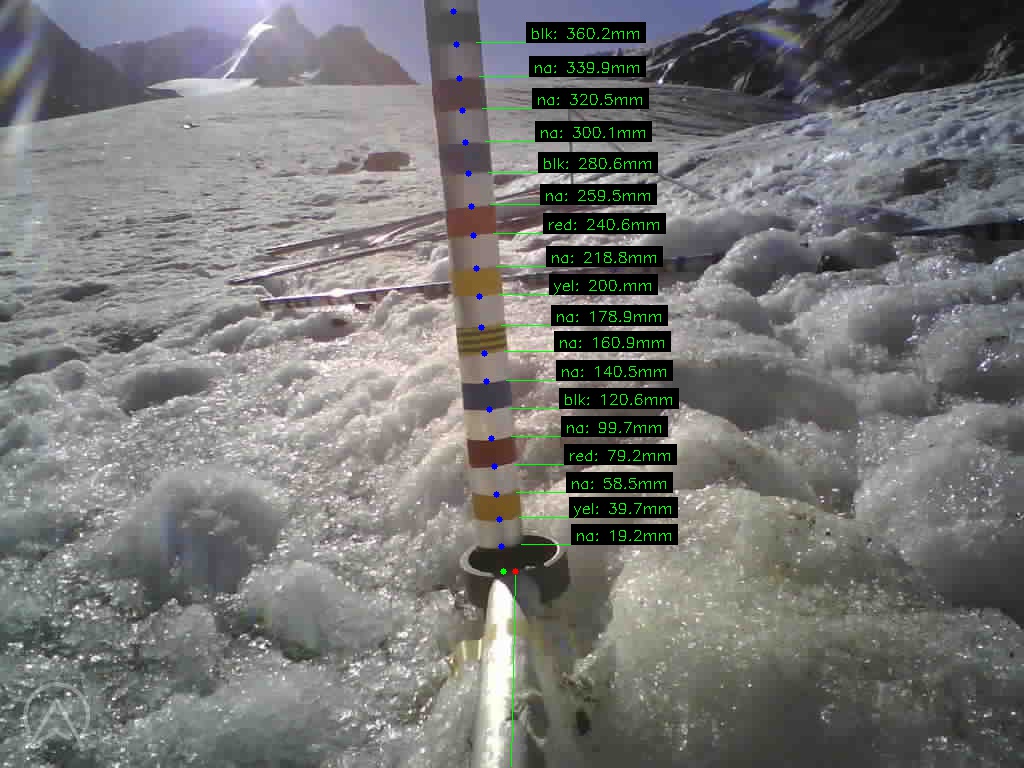 blk: 360.2mm
na: 339.9mm
na: 320.5mm
na: 300.1mm
blk: 280.6mm
na: 259.5mm
red: 240.6mm
na: 218.8mm
yel: 200.mm
na: 178.9mm
na: 160.9mm
na: 140.5mm
blk: 120.6mm
na: 99.7mm
red: 79.2mm
na: 58.5mm
yel: 39.7mm
na: 19.2mm